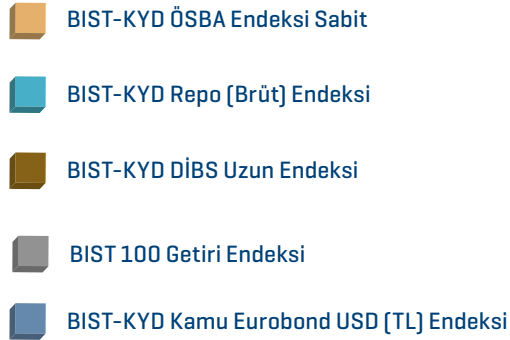 BIST-KYD ÖSBA Endeksi Sabit
BIST-KYD Repo (Brüt) Endeksi
BIST-KYD DİBS Uzun Endeksi
BIST 100 Getiri Endeksi
BIST-KYD Kamu Eurobond USD (TL) Endeksi